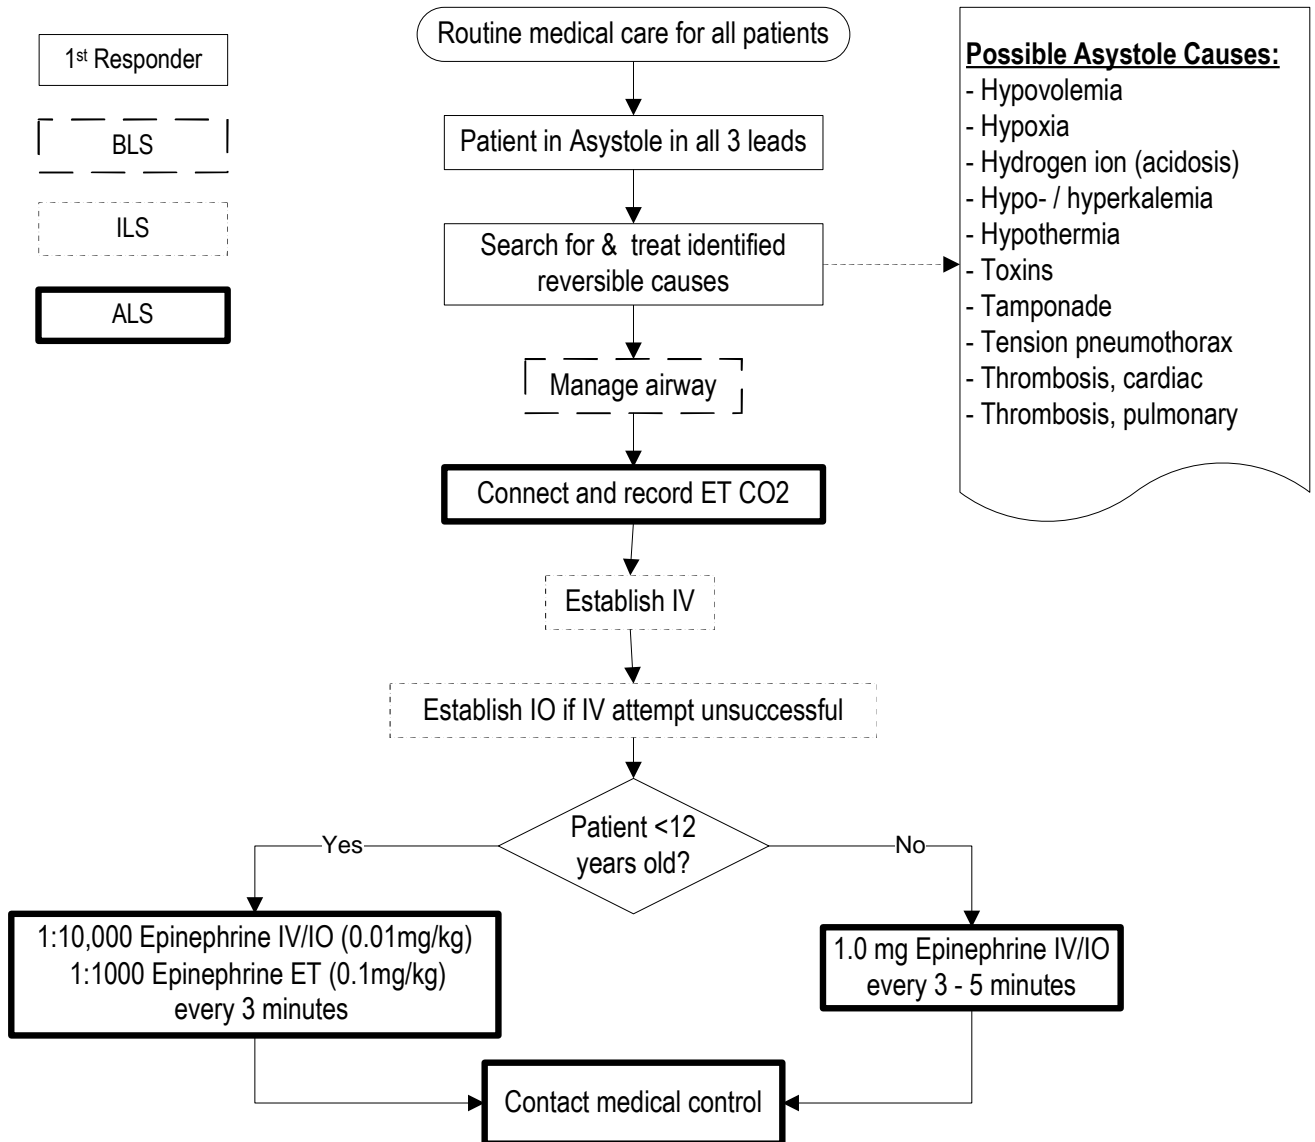 1st Responder
BLS
ILS
ALS
Routine medical care for all patients
Patient in Asystole in all 3 leads
Search for & treat identified
reversible causes
Possible Asystole Causes:
- Hypovolemia
- Hypoxia
- Hydrogen ion (acidosis)
- Hypo- / hyperkalemia
- Hypothermia
- Toxins
- Tamponade
- Tension pneumothorax
- Thrombosis, cardiac
- Thrombosis, pulmonary
Manage airway
Connect and record ET CO2
Establish IV
Establish IO if IV attempt unsuccessful
Patient <12
years old?
Yes
No
1:10,000 Epinephrine IV/IO (0.01mg/kg)
1:1000 Epinephrine ET (0.1mg/kg)
every 3 minutes
1.0 mg Epinephrine IV/IO
every 3 - 5 minutes
Contact medical control